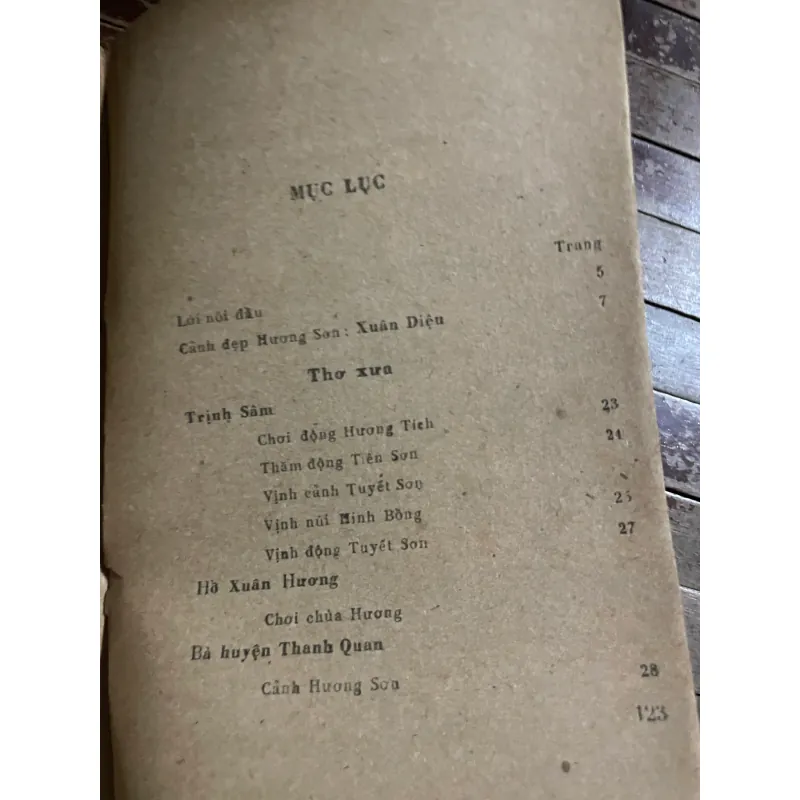 MỤC LỤC
Trang
Lời nói đầu 5
Cảnh đẹp Hương Sơn : Xuân Diệu 7
Thơ xưa
Trịnh Sâm
Chơi động Hương Tích 23
Thăm động Tiên Sơn 24
Vịnh cảnh Tuyết Sơn
Vịnh núi Minh Bồng 25
Vịnh động Tuyết Sơn 27
Hồ Xuân Hương
Chơi chùa Hương
Bà huyện Thanh Quan
Cảnh Hương Sơn 28
123